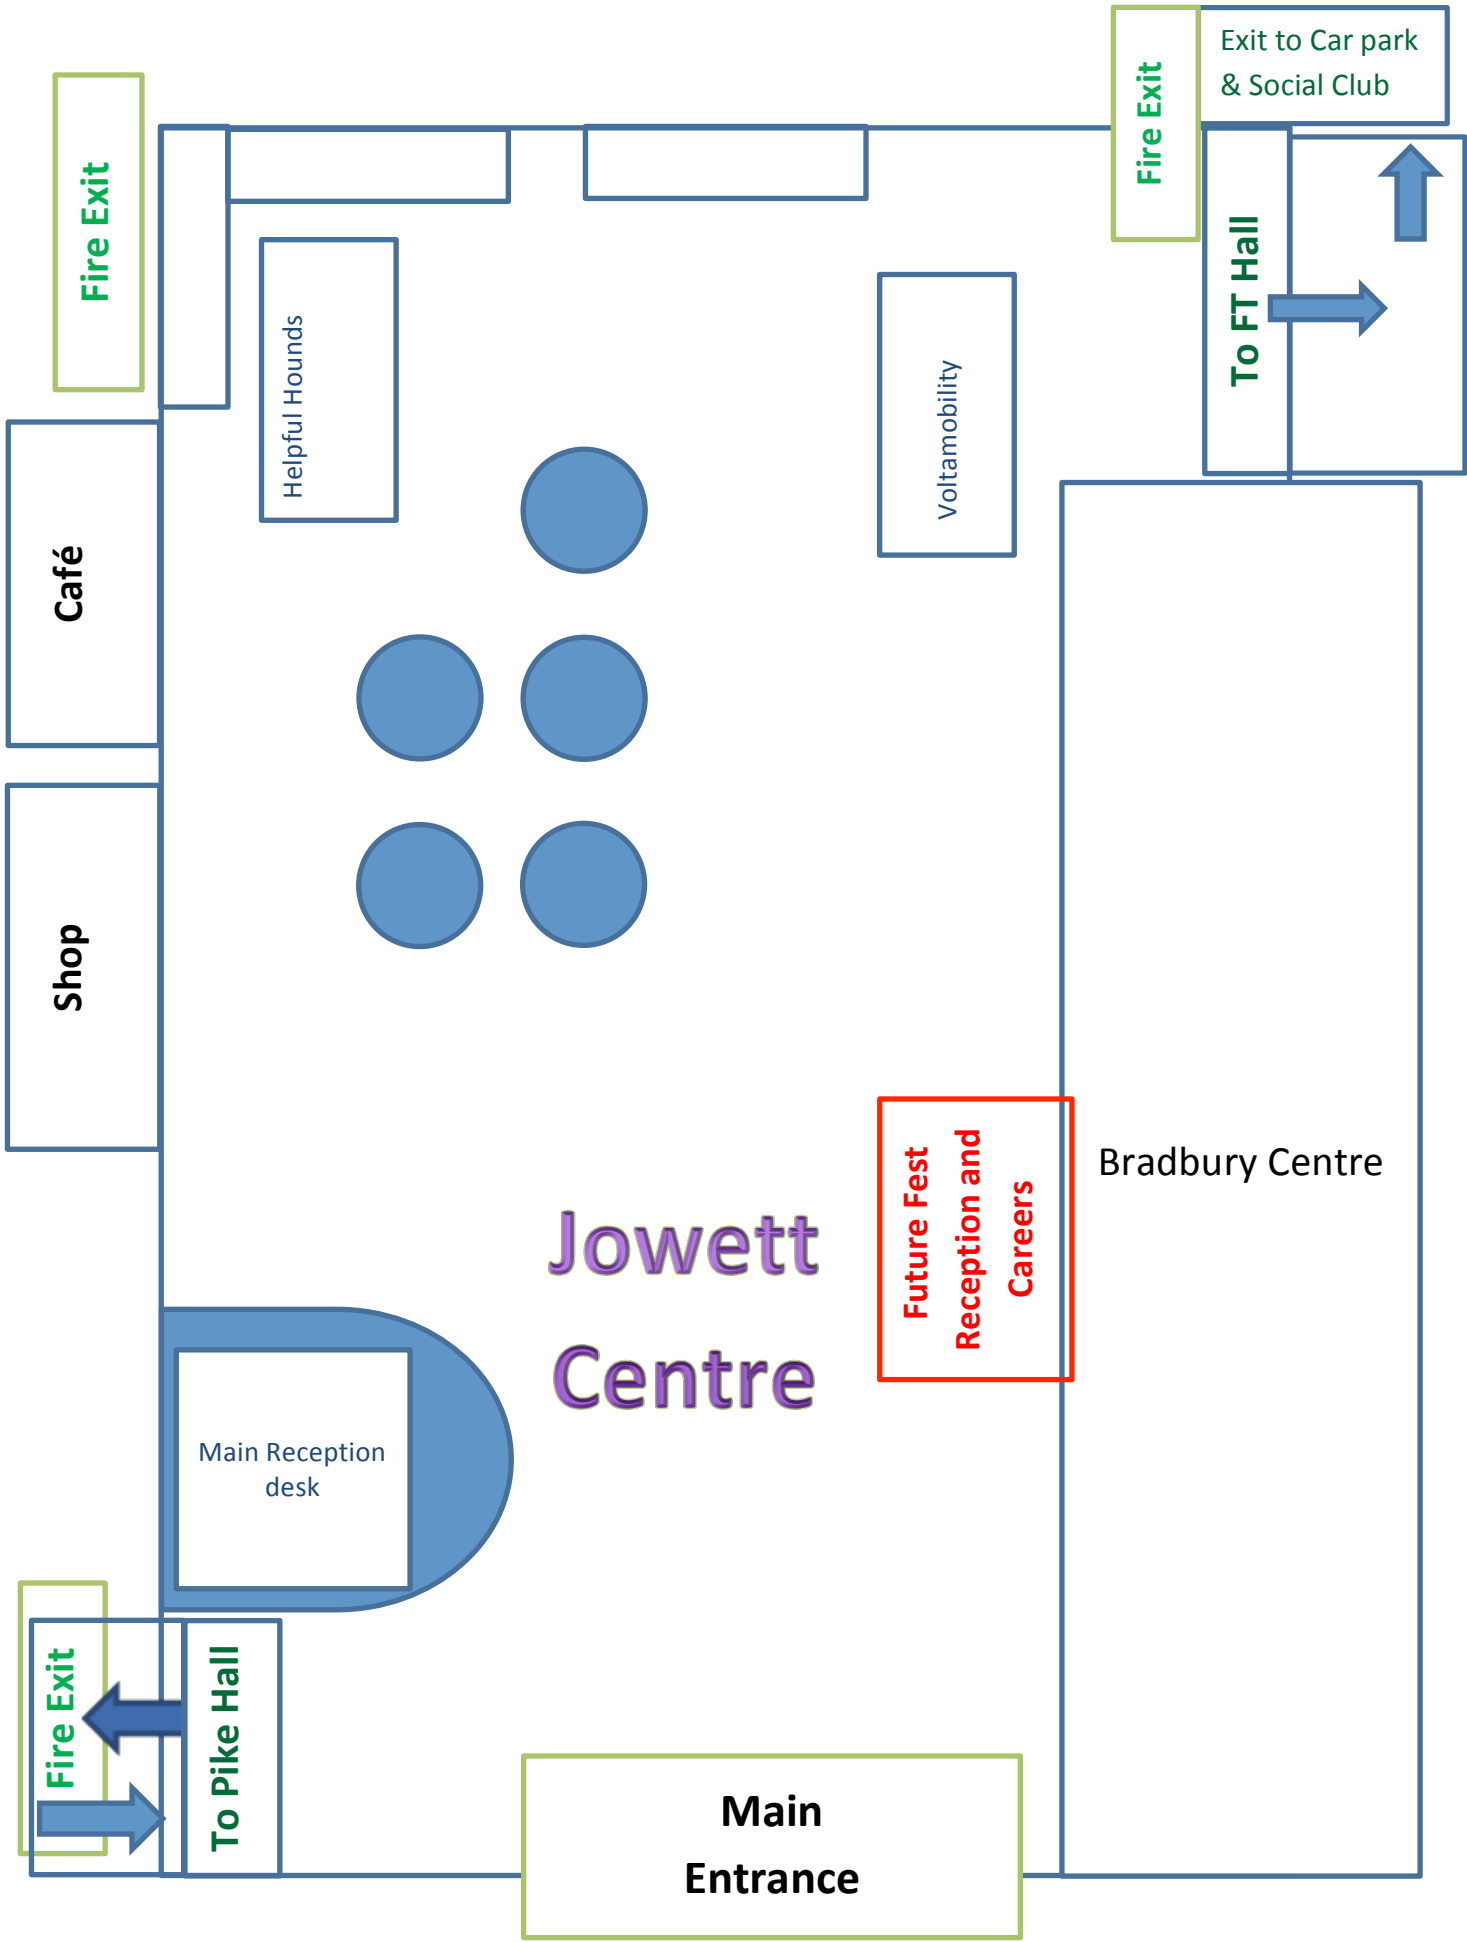 Exit to Car park
& Social Club
Fire Exit
Fire Exit
To FT Hall
Helpful Hounds
Voltamobility
Café
Shop
Bradbury Centre
Future Fest
Reception and
Careers
Jowett
Centre
Main Reception
desk
Fire Exit
To Pike Hall
Main
Entrance